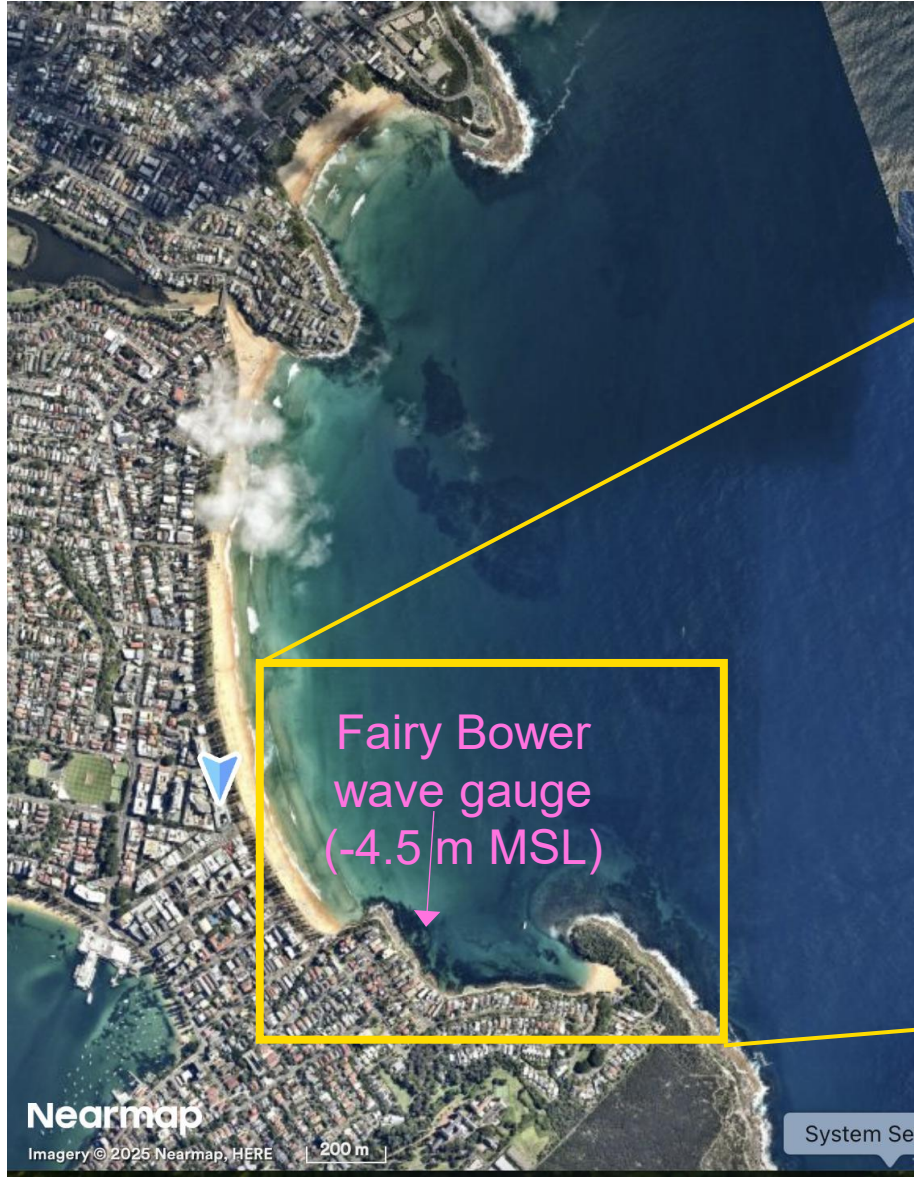 Fairy Bower
wave gauge
(-4.5 m MSL)
Nearmap
Imagery © 2025 Nearmap, HERE
200 m
System Se